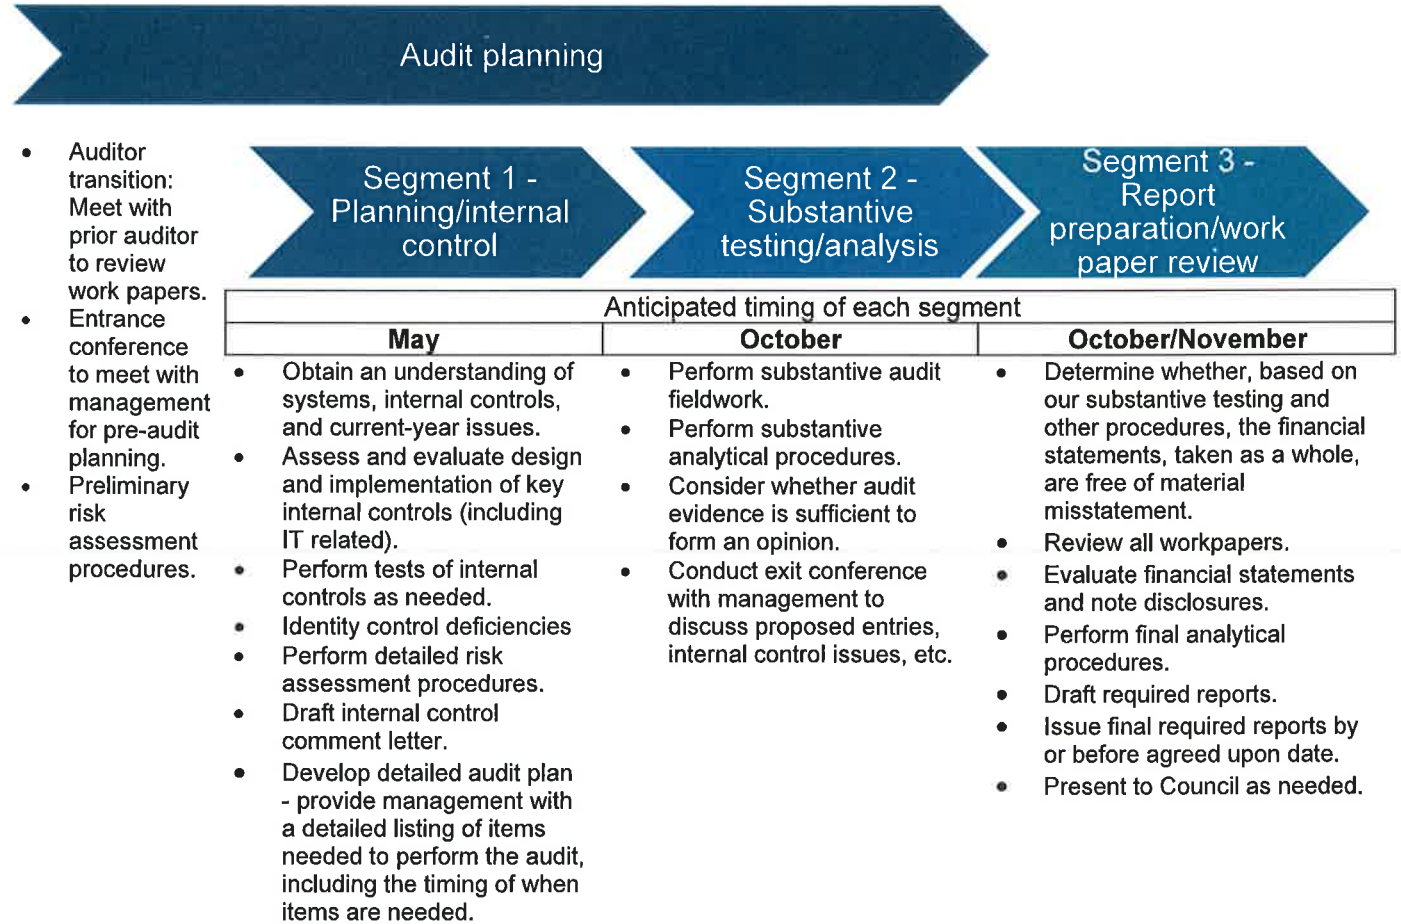 Audit planning
• Auditor
transition:
Meet with
prior auditor
to review
work papers.
• Entrance
conference
to meet with
management
for pre-audit
planning.
• Preliminary
risk
assessment
procedures.
Segment 1 -
Planning/internal
control
Segment 2 -
Substantive
testing/analysis
Segment 3 -
Report
preparation/work
paper review
Anticipated timing of each segment
May
October
October/November
• Obtain an understanding of
systems, internal controls,
and current-year issues.
• Assess and evaluate design
and implementation of key
internal controls (including
IT related).
• Perform tests of internal
controls as needed.
• Identity control deficiencies
• Perform detailed risk
assessment procedures.
• Draft internal control
comment letter.
• Develop detailed audit plan
- provide management with
a detailed listing of items
needed to perform the audit,
including the timing of when
items are needed.
• Perform substantive audit
fieldwork.
• Perform substantive
analytical procedures.
• Consider whether audit
evidence is sufficient to
form an opinion.
• Conduct exit conference
with management to
discuss proposed entries,
internal control issues, etc.
• Determine whether, based on
our substantive testing and
other procedures, the financial
statements, taken as a whole,
are free of material
misstatement.
• Review all workpapers.
• Evaluate financial statements
and note disclosures.
• Perform final analytical
procedures.
• Draft required reports.
• Issue final required reports by
or before agreed upon date.
• Present to Council as needed.